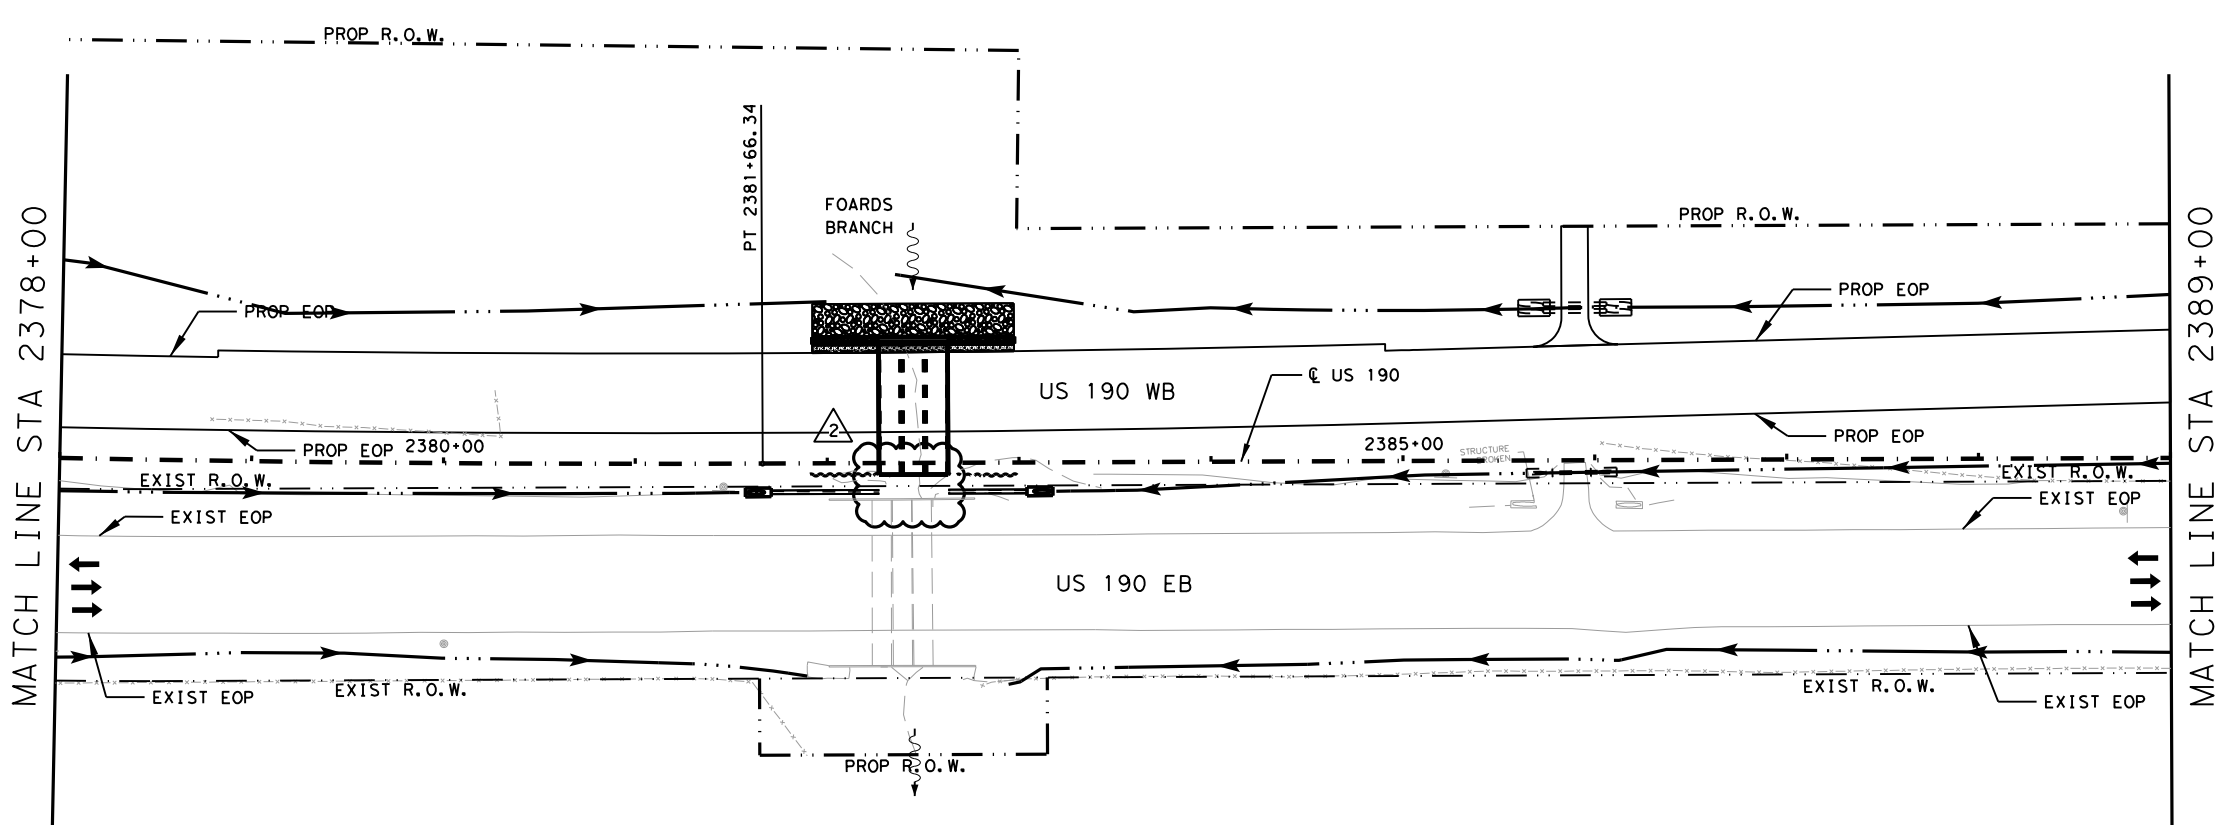 PROP R.O.W.
PT 2381+66.34
FOARDS
BRANCH
PROP R.O.W.
MATCH LINE STA 2378+00
MATCH LINE STA 2389+00
PROP EOP
PROP EOP
US 190 WB
℄ US 190
2
PROP EOP
2380+00
2385+00
STRUCTURE
BROKEN
PROP EOP
EXIST R.O.W.
EXIST R.O.W.
EXIST EOP
EXIST EOP
US 190 EB
EXIST EOP
EXIST R.O.W.
EXIST R.O.W.
EXIST EOP
PROP R.O.W.